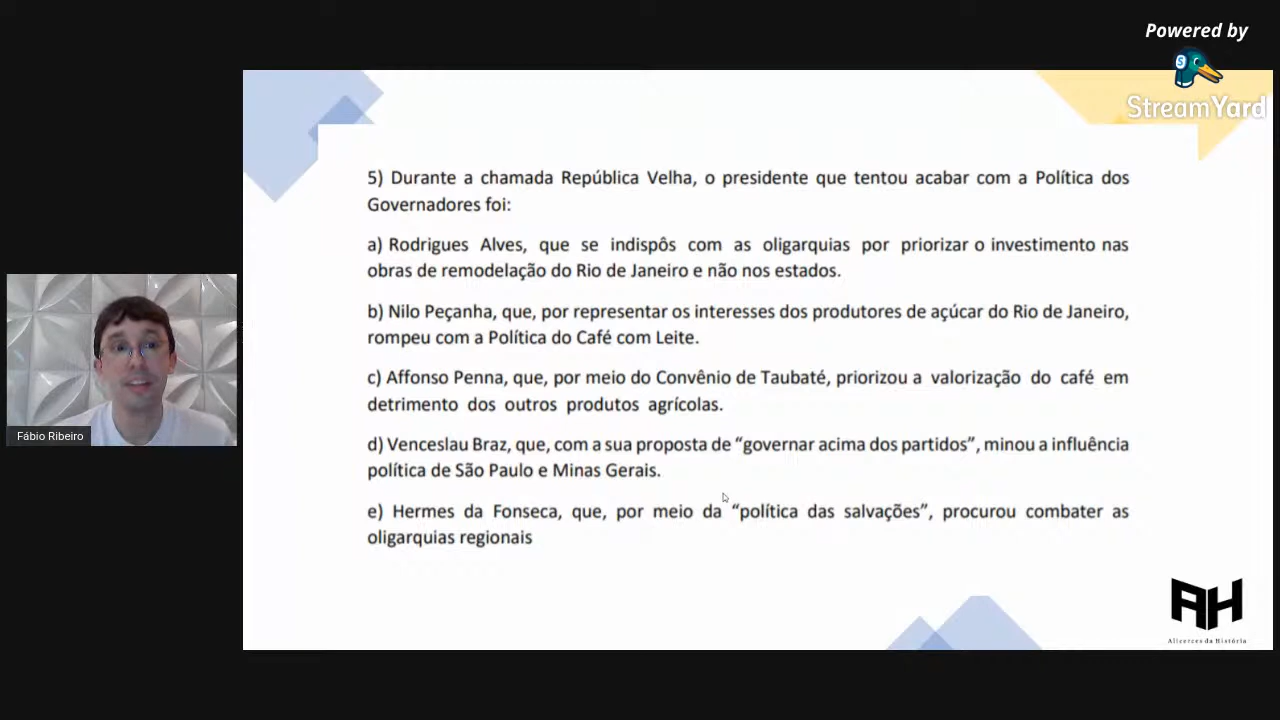 Powered by
StreamYard
5) Durante a chamada República Velha, o presidente que tentou acabar com a Política dos
Governadores foi:
a) Rodrigues Alves, que se indispôs com as oligarquias por priorizar o investimento nas
obras de remodelação do Rio de Janeiro e não nos estados.
b) Nilo Peçanha, que, por representar os interesses dos produtores de açúcar do Rio de Janeiro,
rompeu com a Política do Café com Leite.
c) Affonso Penna, que, por meio do Convênio de Taubaté, priorizou a valorização do café em
detrimento dos outros produtos agrícolas.
d) Venceslau Braz, que, com a sua proposta de “governar acima dos partidos”, minou a influência
política de São Paulo e Minas Gerais.
e) Hermes da Fonseca, que, por meio da “política das salvações”, procurou combater as
oligarquias regionais
Fábio Ribeiro
AH
Alicerces da História